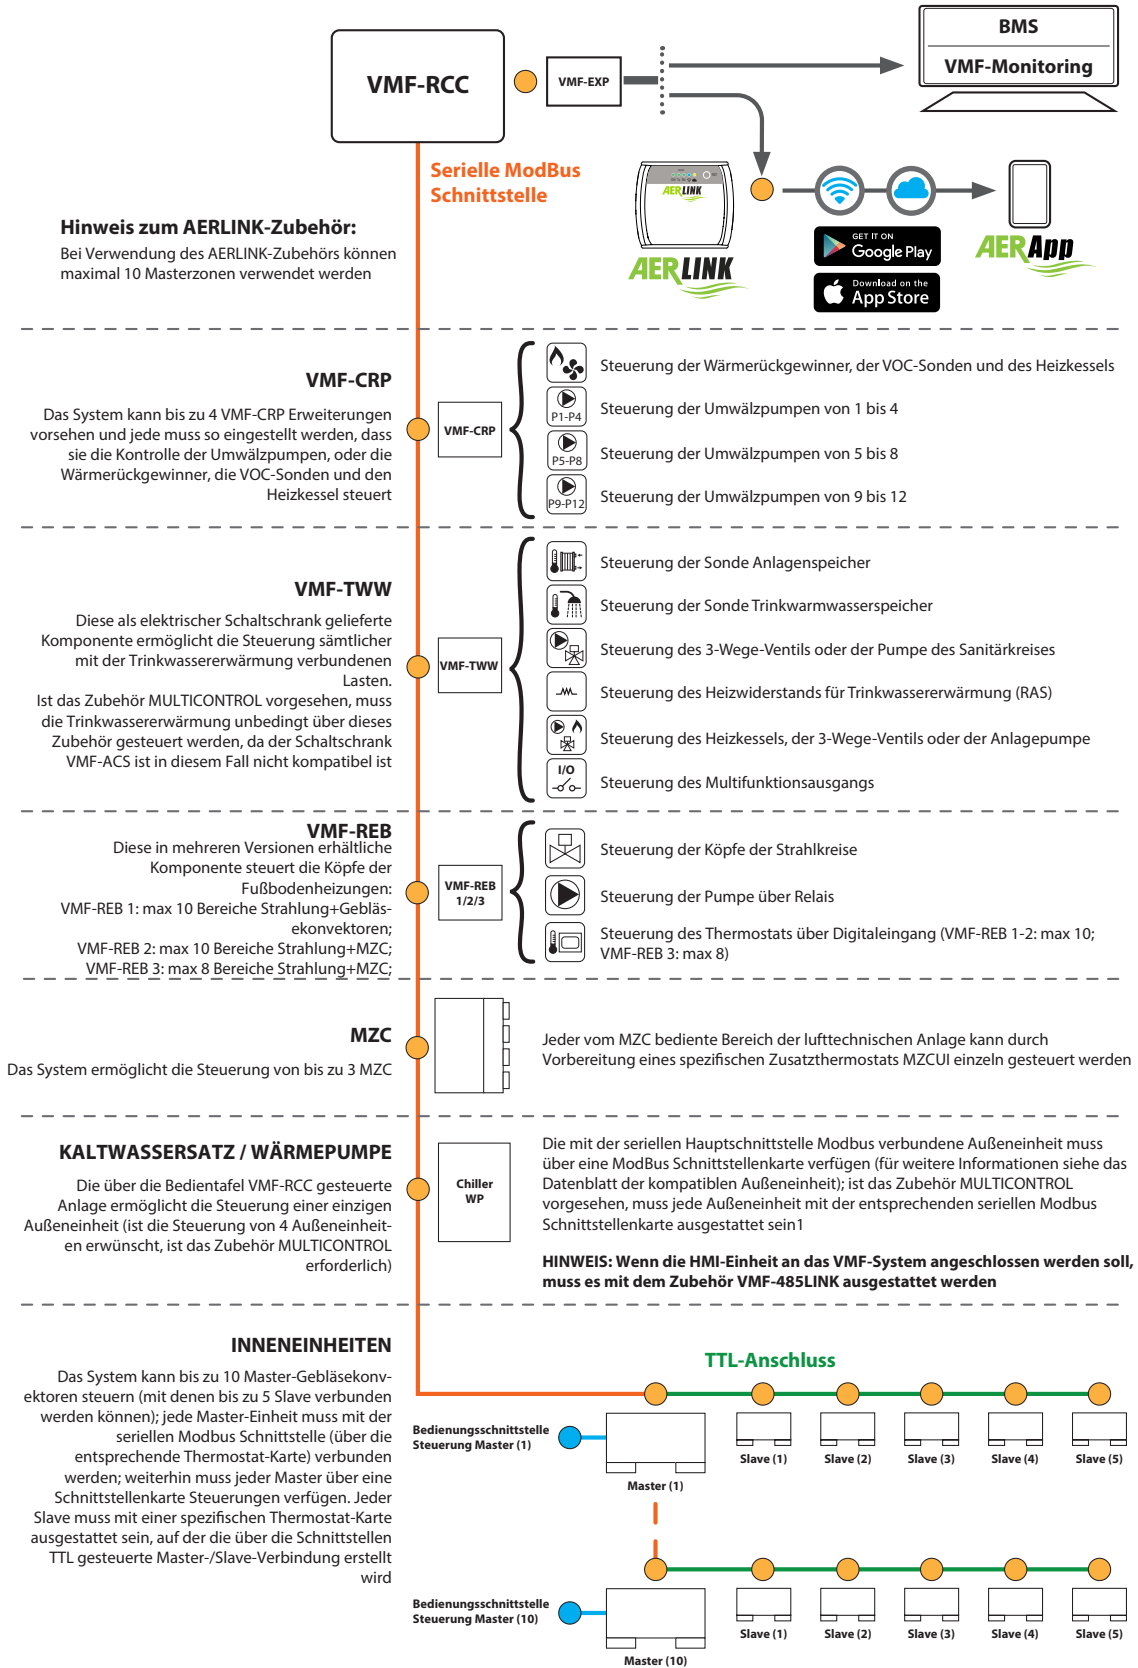 VMF-RCC
VMF-EXP
BMS
VMF-Monitoring
Serielle ModBus
Schnittstelle
AERLINK
AERLINK
GET IT ON
Google Play
Download on the
App Store
AERApp
Hinweis zum AERLINK-Zubehör:
Bei Verwendung des AERLINK-Zubehörs können
maximal 10 Masterzonen verwendet werden
VMF-CRP
Das System kann bis zu 4 VMF-CRP Erweiterungen
vorsehen und jede muss so eingestellt werden, dass
sie die Kontrolle der Umwälzpumpen, oder die
Wärmerückgewinner, die VOC-Sonden und den
Heizkessel steuert
VMF-CRP
Steuerung der Wärmerückgewinner, der VOC-Sonden und des Heizkessels
P1-P4
Steuerung der Umwälzpumpen von 1 bis 4
P5-P8
Steuerung der Umwälzpumpen von 5 bis 8
P9-P12
Steuerung der Umwälzpumpen von 9 bis 12
VMF-TWW
Diese als elektrischer Schaltschrank gelieferte
Komponente ermöglicht die Steuerung sämtlicher
mit der Trinkwassererwärmung verbundenen
Lasten.
Ist das Zubehör MULTICONTROL vorgesehen, muss
die Trinkwassererwärmung unbedingt über dieses
Zubehör gesteuert werden, da der Schaltschrank
VMF-ACS ist in diesem Fall nicht kompatibel ist
VMF-TWW
Steuerung der Sonde Anlagenspeicher
Steuerung der Sonde Trinkwarmwasserspeicher
Steuerung des 3-Wege-Ventils oder der Pumpe des Sanitärkreises
Steuerung des Heizwiderstands für Trinkwassererwärmung (RAS)
Steuerung des Heizkessels, der 3-Wege-Ventils oder der Anlagepumpe
I/O
Steuerung des Multifunktionsausgangs
VMF-REB
Diese in mehreren Versionen erhältliche
Komponente steuert die Köpfe der
Fußbodenheizungen:
VMF-REB 1: max 10 Bereiche Strahlung+Gebläs-
ekonvektoren;
VMF-REB 2: max 10 Bereiche Strahlung+MZC;
VMF-REB 3: max 8 Bereiche Strahlung+MZC;
VMF-REB
1/2/3
Steuerung der Köpfe der Strahlkreise
Steuerung der Pumpe über Relais
Steuerung des Thermostats über Digitaleingang (VMF-REB 1-2: max 10;
VMF-REB 3: max 8)
MZC
Das System ermöglicht die Steuerung von bis zu 3 MZC
Jeder vom MZC bediente Bereich der lufttechnischen Anlage kann durch
Vorbereitung eines spezifischen Zusatzthermostats MZCUI einzeln gesteuert werden
KALTWASSERSATZ / WÄRMEPUMPE
Die über die Bedientafel VMF-RCC gesteuerte
Anlage ermöglicht die Steuerung einer einzigen
Außeneinheit (ist die Steuerung von 4 Außeneinheit-
en erwünscht, ist das Zubehör MULTICONTROL
erforderlich)
Chiller
WP
Die mit der seriellen Hauptschnittstelle Modbus verbundene Außeneinheit muss
über eine ModBus Schnittstellenkarte verfügen (für weitere Informationen siehe das
Datenblatt der kompatiblen Außeneinheit); ist das Zubehör MULTICONTROL
vorgesehen, muss jede Außeneinheit mit der entsprechenden seriellen Modbus
Schnittstellenkarte ausgestattet sein1
HINWEIS: Wenn die HMI-Einheit an das VMF-System angeschlossen werden soll,
muss es mit dem Zubehör VMF-485LINK ausgestattet werden
INNENEINHEITEN
Das System kann bis zu 10 Master-Gebläsekonv-
ektoren steuern (mit denen bis zu 5 Slave verbunden
werden können); jede Master-Einheit muss mit der
seriellen Modbus Schnittstelle (über die
entsprechende Thermostat-Karte) verbunden
werden; weiterhin muss jeder Master über eine
Schnittstellenkarte Steuerungen verfügen. Jeder
Slave muss mit einer spezifischen Thermostat-Karte
ausgestattet sein, auf der die über die Schnittstellen
TTL gesteuerte Master-/Slave-Verbindung erstellt
wird
TTL-Anschluss
Bedienungsschnittstelle
Steuerung Master (1)
Master (1)
Slave (1)
Slave (2)
Slave (3)
Slave (4)
Slave (5)
Bedienungsschnittstelle
Steuerung Master (10)
Master (10)
Slave (1)
Slave (2)
Slave (3)
Slave (4)
Slave (5)